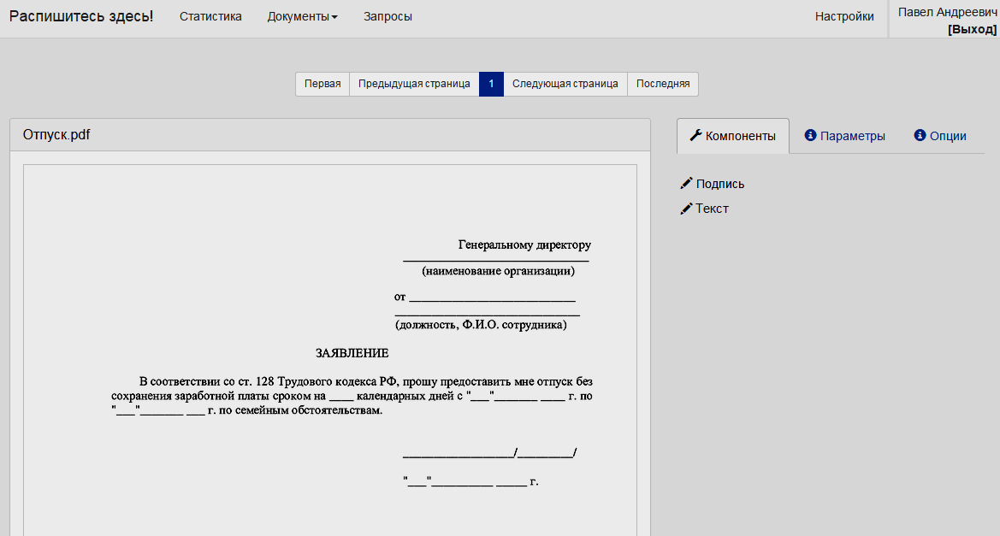 Распишитесь здесь! Статистика Документы Запросы Настройки Павел Андреевич
[Выход]
Первая Предыдущая страница 1 Следующая страница Последняя
Отпуск.pdf
Компоненты Параметры Опции
Подпись
Текст
Генеральному директору
______________________________
(наименование организации)
от ___________________________
______________________________
(должность, Ф.И.О. сотрудника)
ЗАЯВЛЕНИЕ
В соответствии со ст. 128 Трудового кодекса РФ, прошу предоставить мне отпуск без
сохранения заработной платы сроком на ____ календарных дней с "___"_______ ____ г. по
"___"_______ ___ г. по семейным обстоятельствам.
__________________/_________/
"___"__________ _____ г.